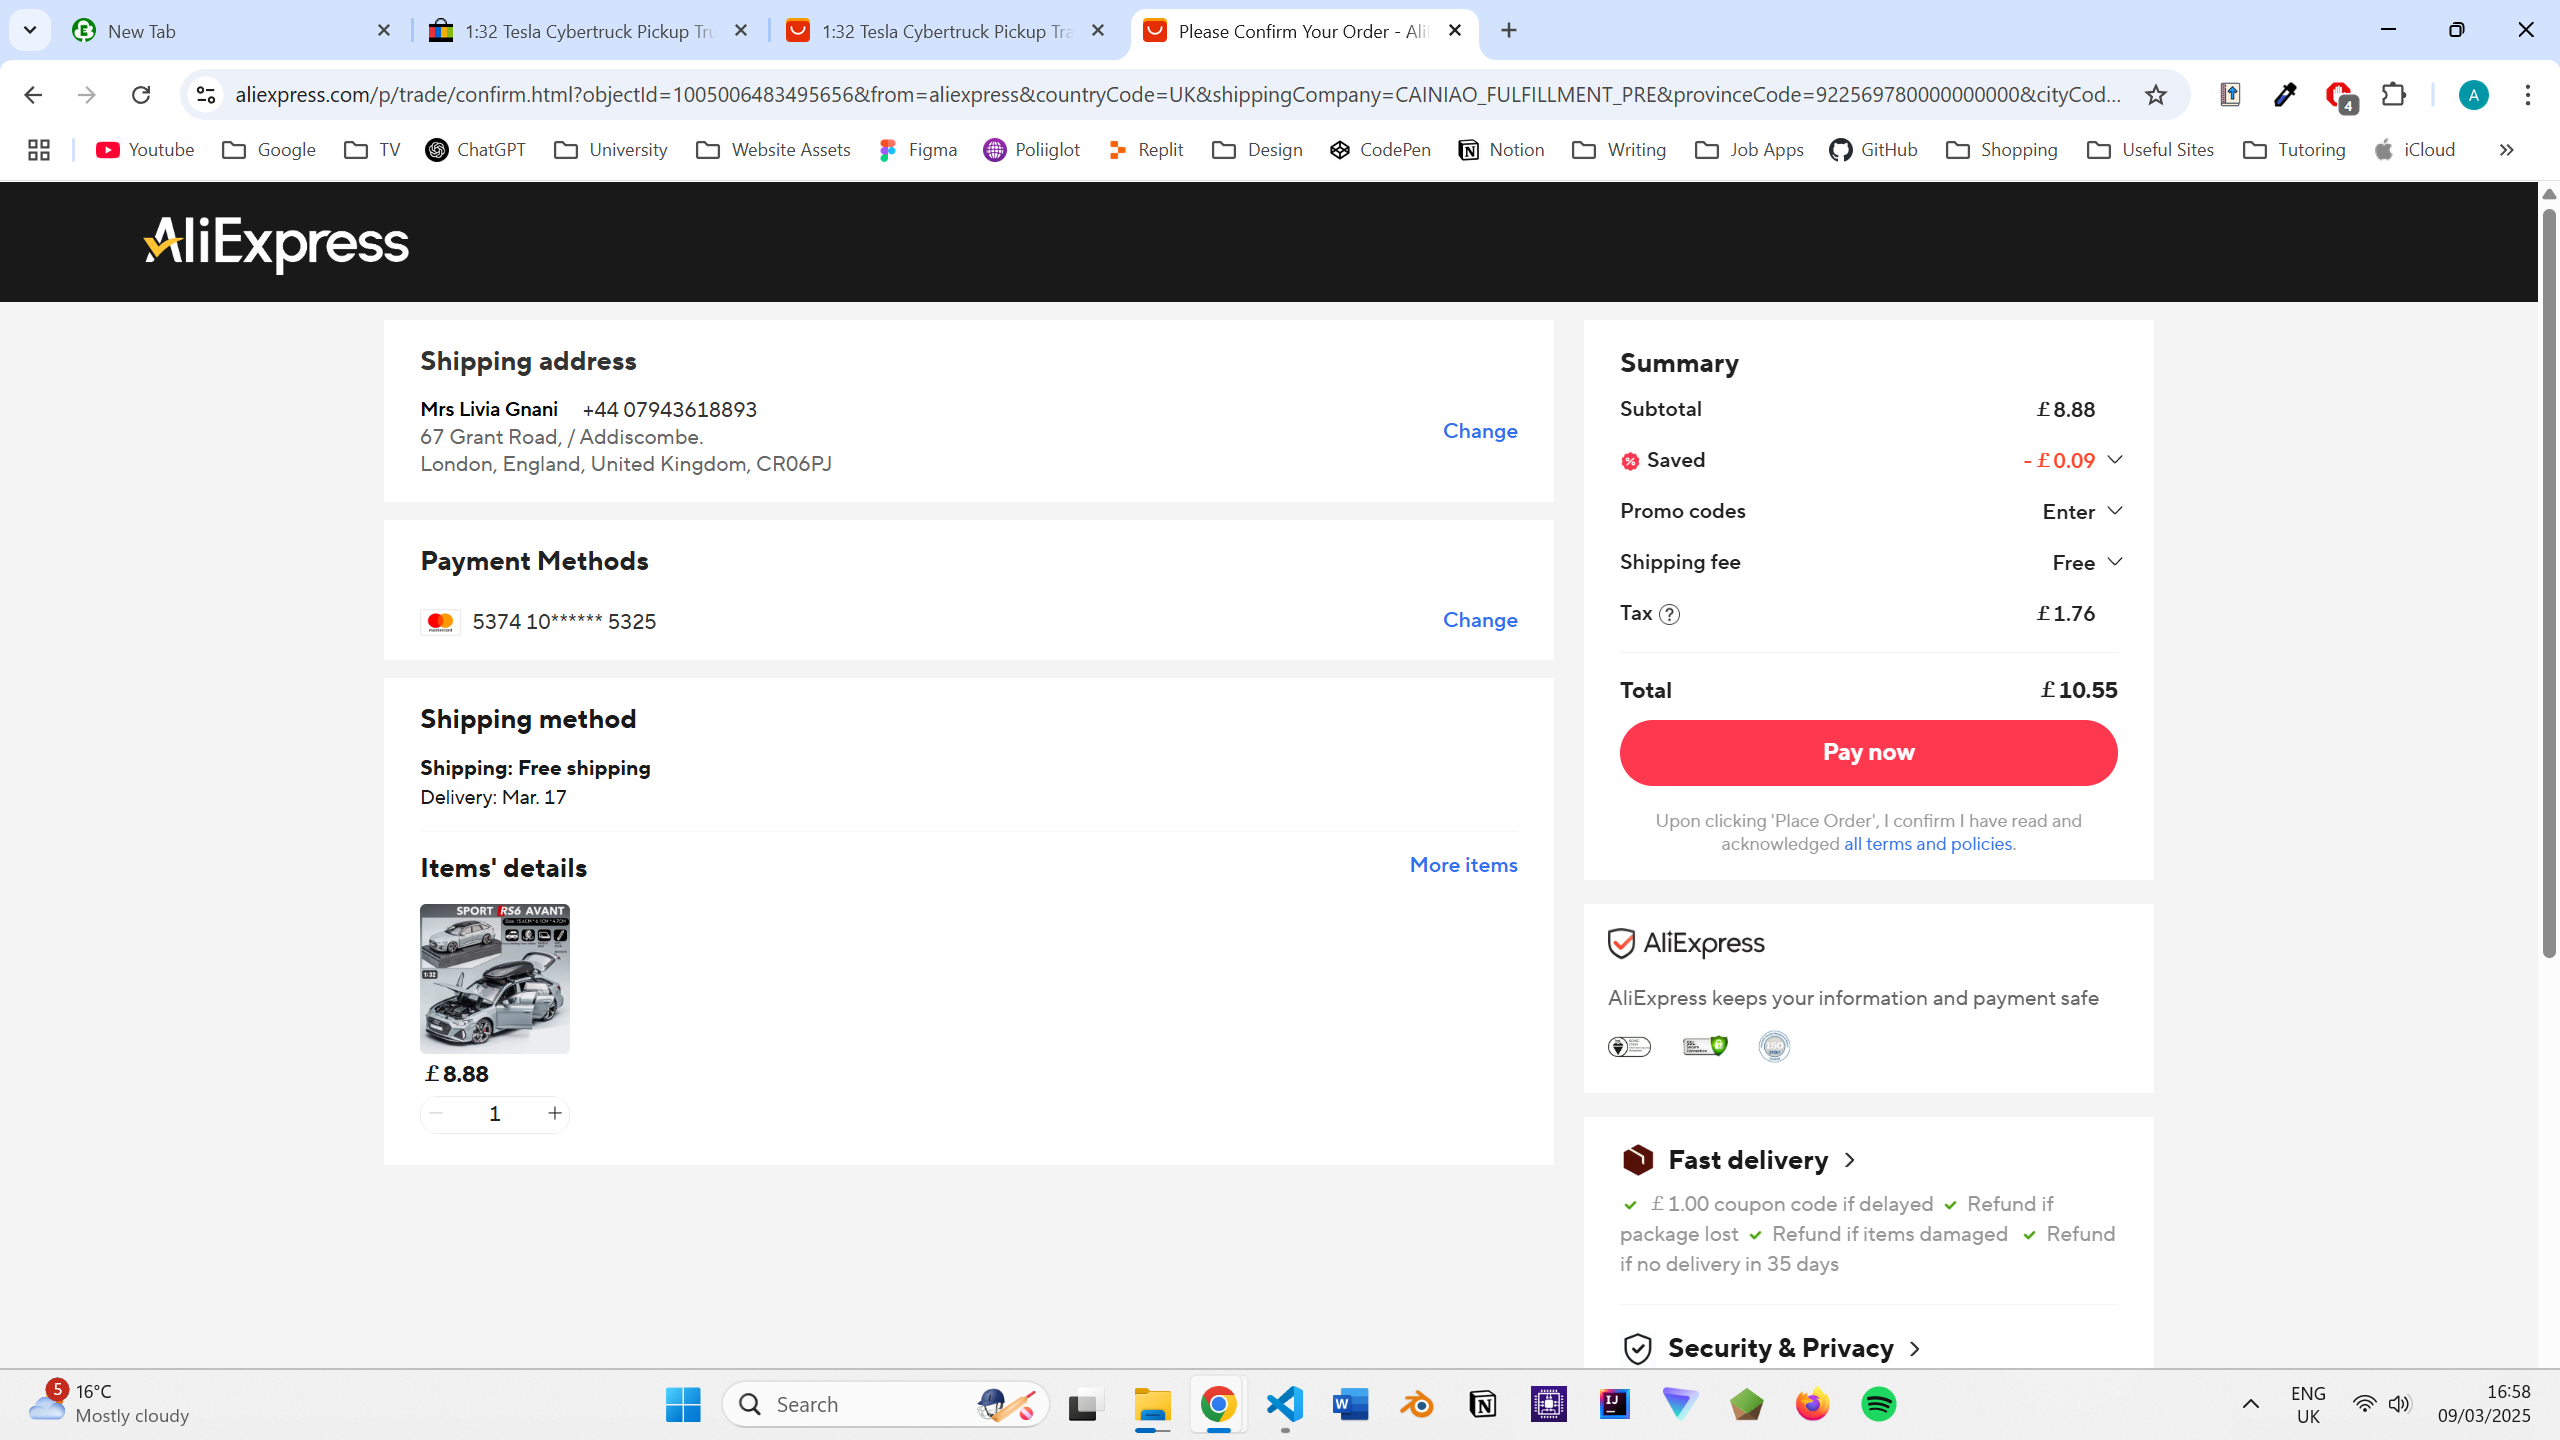 New Tab
1:32 Tesla Cybertruck Pickup Tru
1:32 Tesla Cybertruck Pickup Tra
Please Confirm Your Order - Ali
aliexpress.com/p/trade/confirm.html?objectId=1005006483495656&from=aliexpress&countryCode=UK&shippingCompany=CAINIAO_FULFILLMENT_PRE&provinceCode=922569780000000000&cityCod...
4
A
Youtube
Google
TV
ChatGPT
University
Website Assets
Figma
Poliiglot
Replit
Design
CodePen
Notion
Writing
Job Apps
GitHub
Shopping
Useful Sites
Tutoring
iCloud
AliExpress
Shipping address
Mrs Livia Gnani +44 07943618893
67 Grant Road, / Addiscombe.
London, England, United Kingdom, CR06PJ
Change
Payment Methods
5374 10****** 5325
Change
Shipping method
Shipping: Free shipping
Delivery: Mar. 17
Items' details
More items
SPORT RS6 AVANT
1:32
£8.88
1
Summary
Subtotal £8.88
Saved -£0.09
Promo codes Enter
Shipping fee Free
Tax £1.76
Total £10.55
Pay now
Upon clicking 'Place Order', I confirm I have read and
acknowledged all terms and policies.
AliExpress
AliExpress keeps your information and payment safe
Fast delivery
£1.00 coupon code if delayed Refund if
package lost Refund if items damaged Refund
if no delivery in 35 days
Security & Privacy
5
16°C
Mostly cloudy
Search
ENG
UK
16:58
09/03/2025